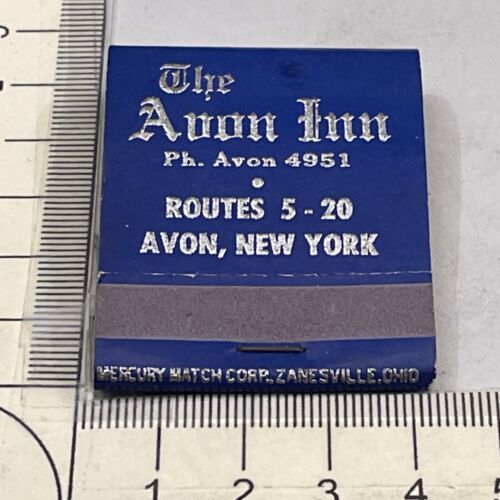 The
Avon Inn
Ph. Avon 4951
•
ROUTES 5 - 20
AVON, NEW YORK
MERCURY MATCH CORP. ZANESVILLE, OHIO
1 2 3 4 5